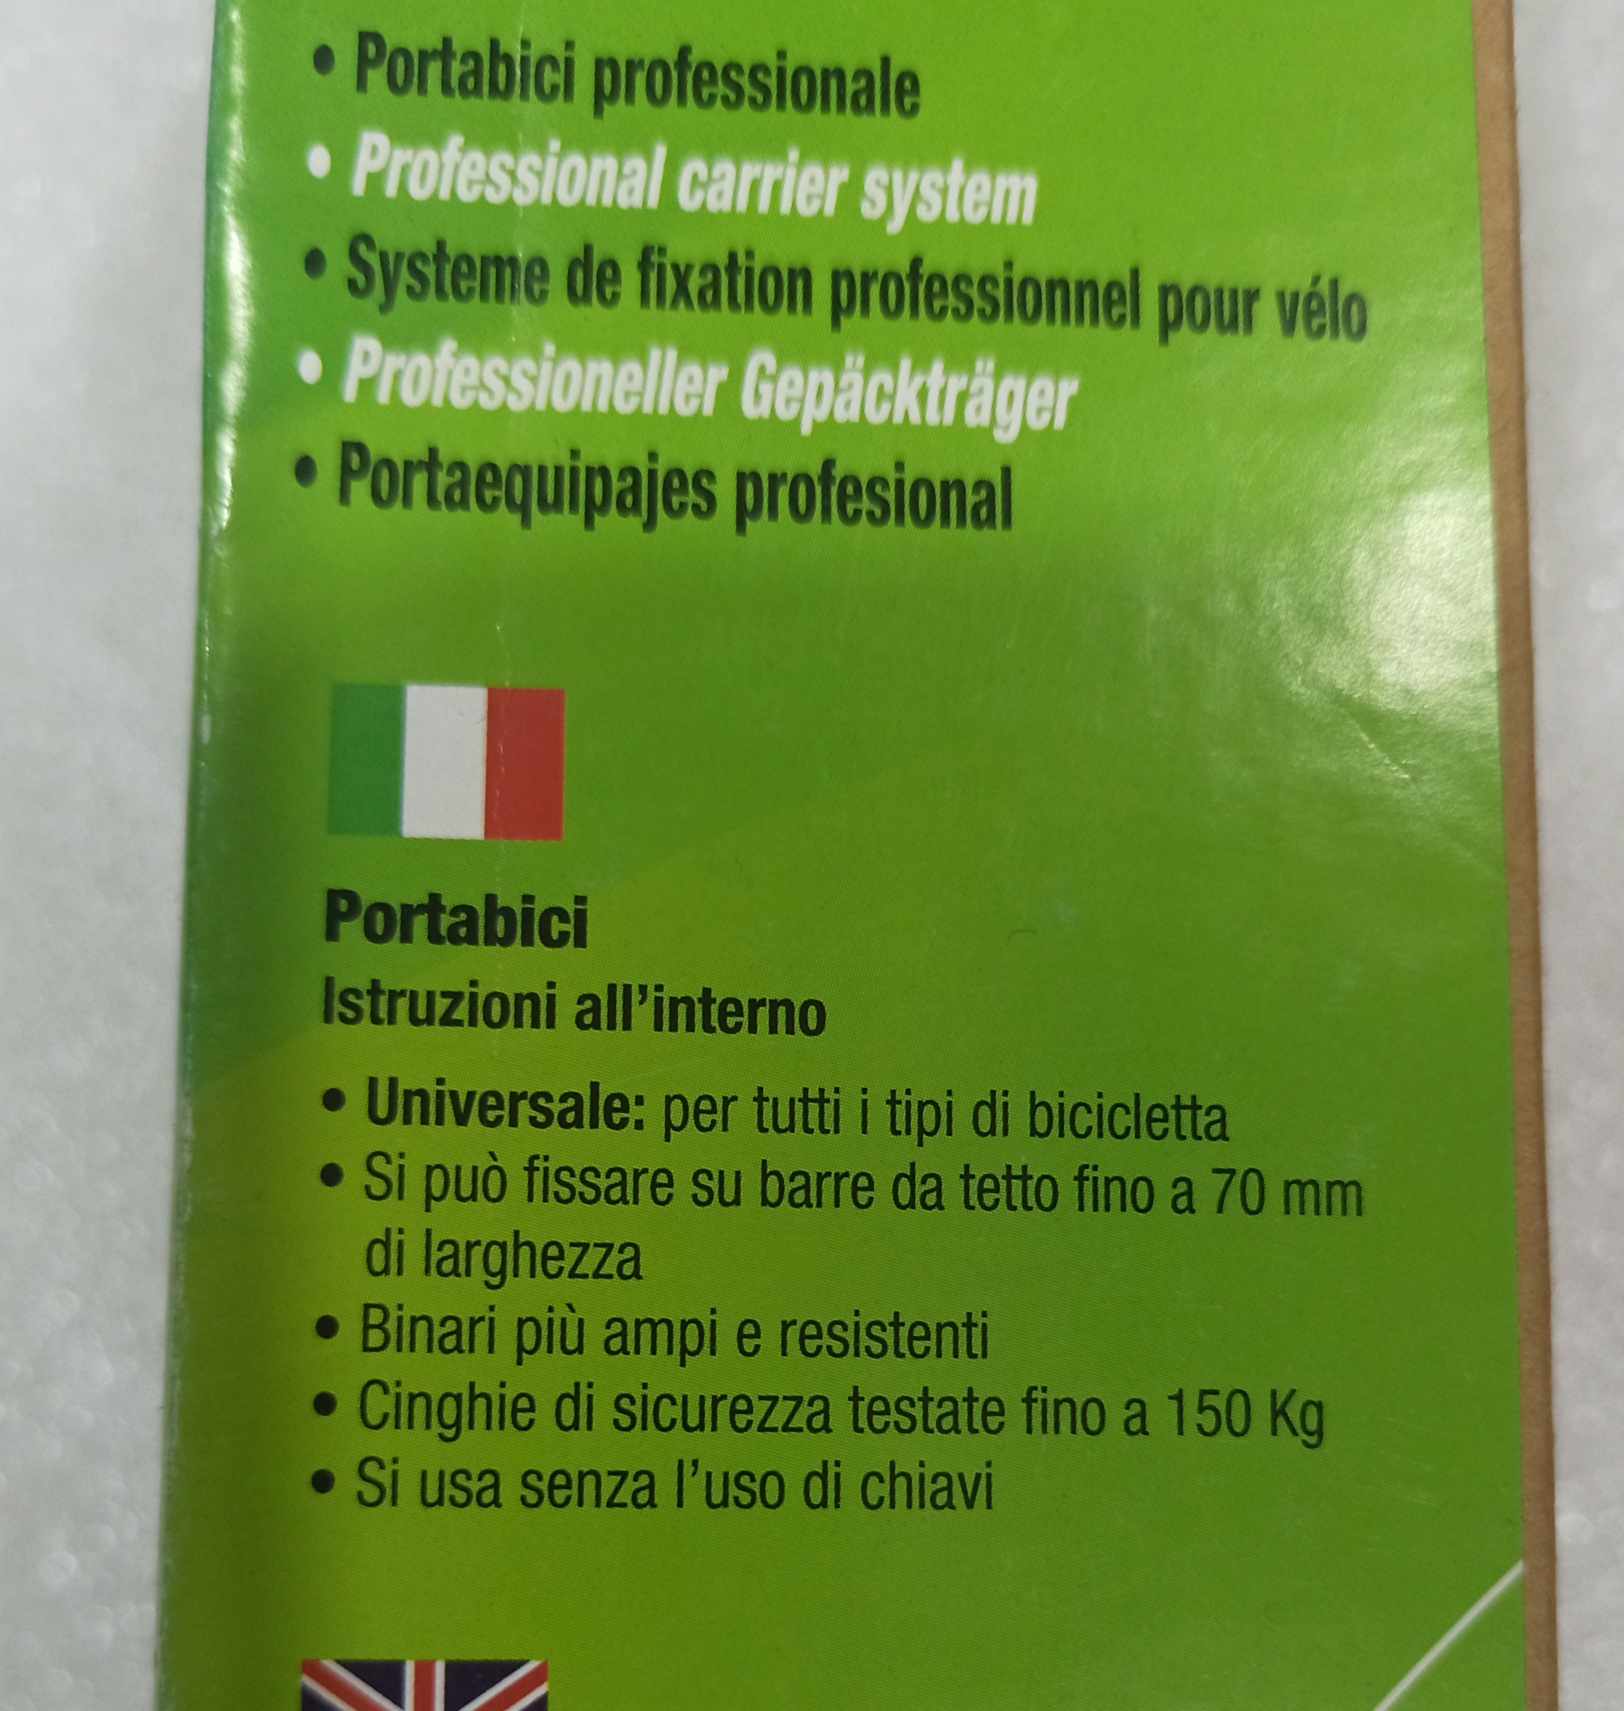 • Portabici professionale
• Professional carrier system
• Systeme de fixation professionnel pour vélo
• Professioneller Gepäckträger
• Portaequipajes profesional
Portabici
Istruzioni all'interno
• Universale: per tutti i tipi di bicicletta
• Si può fissare su barre da tetto fino a 70 mm
di larghezza
• Binari più ampi e resistenti
• Cinghie di sicurezza testate fino a 150 Kg
• Si usa senza l'uso di chiavi